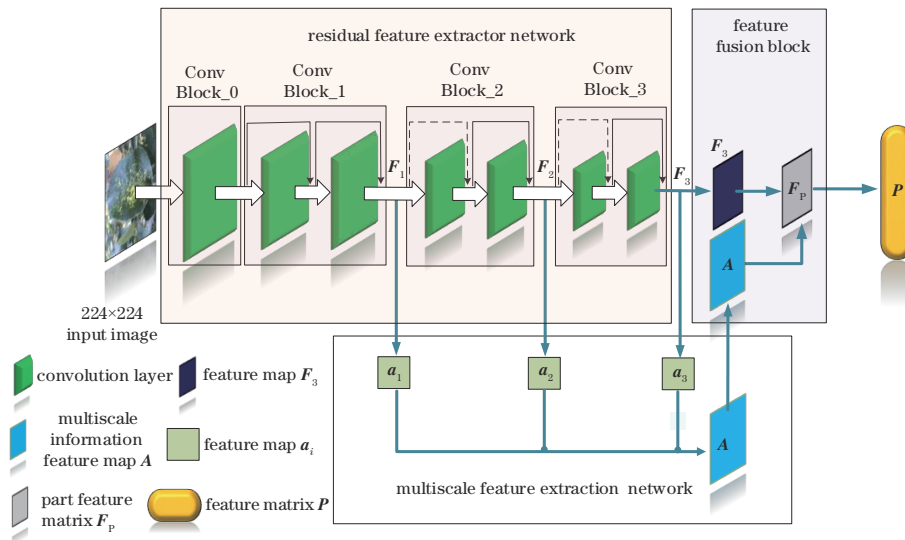 residual feature extractor network
feature
fusion block
Conv
Block_0
Conv
Block_1
Conv
Block_2
Conv
Block_3
F₁
F₂
F₃
F₃
Fₚ
P
A
224×224
input image
a₁
a₂
a₃
A
multiscale feature extraction network
convolution layer
feature map F₃
multiscale
information
feature map A
feature map aᵢ
part feature
matrix Fₚ
feature matrix P